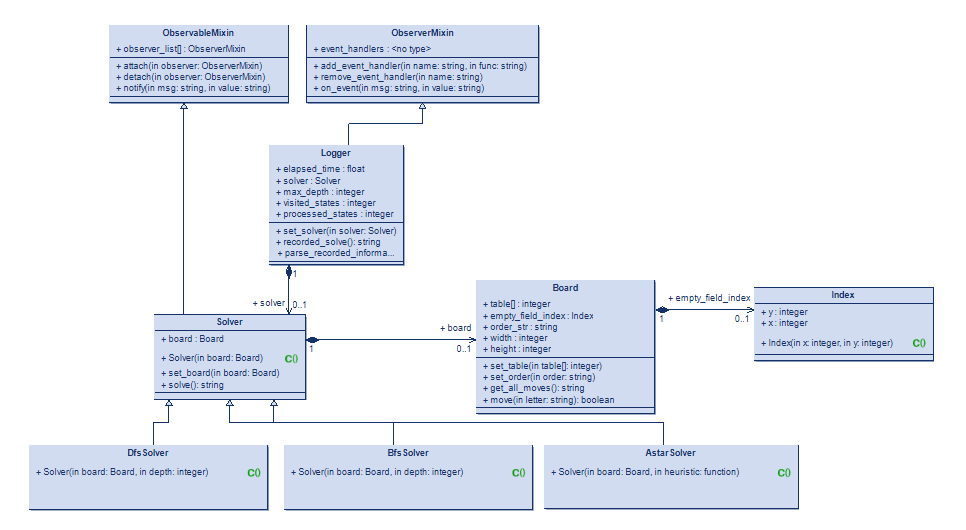 ObservableMixin
+ observer_list[] : ObserverMixin
+ attach(in observer: ObserverMixin)
+ detach(in observer: ObserverMixin)
+ notify(in msg: string, in value: string)
ObserverMixin
+ event_handlers : <no type>
+ add_event_handler(in name: string, in func: string)
+ remove_event_handler(in name: string)
+ on_event(in msg: string, in value: string)
Logger
+ elapsed_time : float
+ solver : Solver
+ max_depth : integer
+ visited_states : integer
+ processed_states : integer
+ set_solver(in solver: Solver)
+ recorded_solve(): string
+ parse_recorded_informa...
1
+ solver
0..1
Solver
+ board : Board
+ Solver(in board: Board) C()
+ set_board(in board: Board)
+ solve(): string
1
+ board
0..1
Board
+ table[] : integer
+ empty_field_index : Index
+ order_str : string
+ width : integer
+ height : integer
+ set_table(in table[]: integer)
+ set_order(in order: string)
+ get_all_moves(): string
+ move(in letter: string): boolean
1
+ empty_field_index
0..1
Index
+ y : integer
+ x : integer
+ Index(in x: integer, in y: integer) C()
DfsSolver
+ Solver(in board: Board, in depth: integer) C()
BfsSolver
+ Solver(in board: Board, in depth: integer) C()
AstarSolver
+ Solver(in board: Board, in heuristic: function) C()